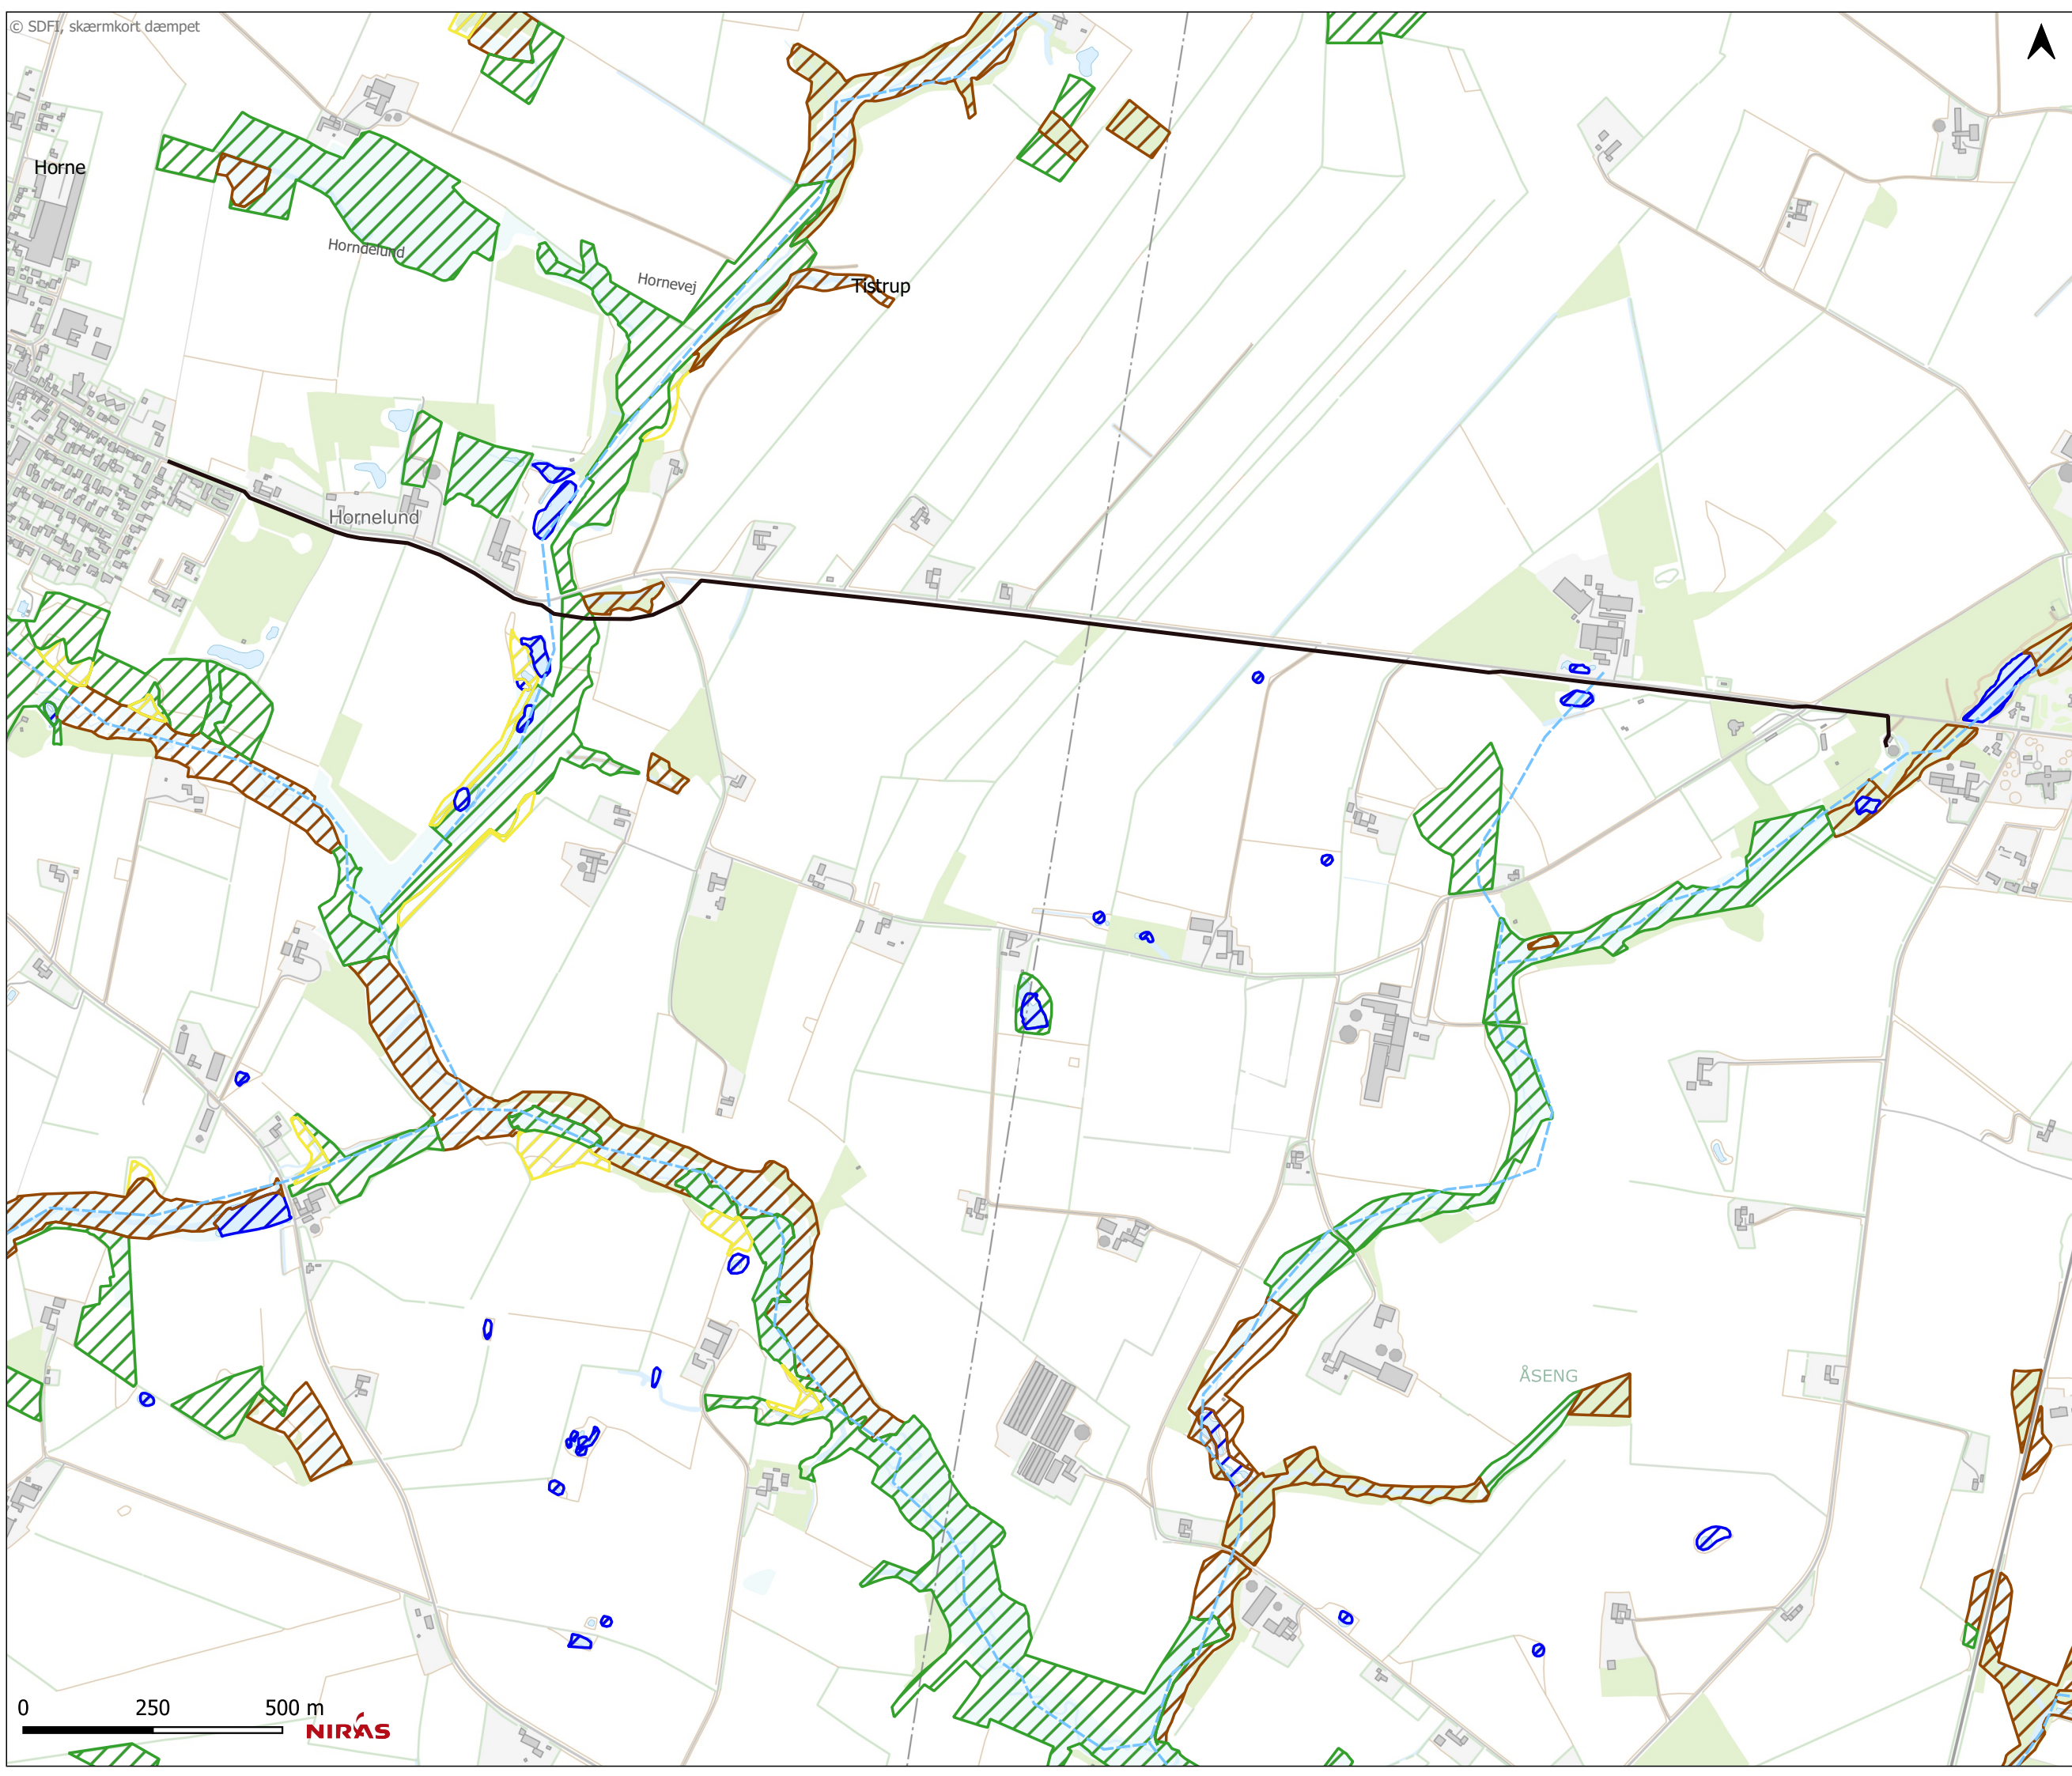 © SDFI, skærmkort dæmpet
Horne
Horndelund
Hornevej
Tistrup
Hornelund
ÅSENG
0 250 500 m
NIRAS